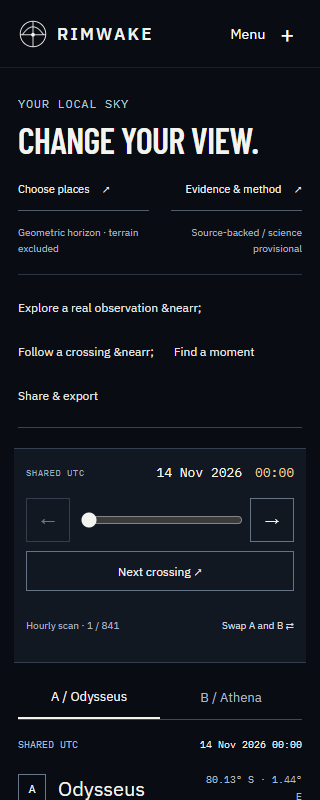 RIMWAKE
Menu +
YOUR LOCAL SKY
CHANGE YOUR VIEW.
Choose places ↗
Evidence & method ↗
Geometric horizon · terrain
excluded
Source-backed / science
provisional
Explore a real observation &nearr;
Follow a crossing &nearr; Find a moment
Share & export
SHARED UTC 14 Nov 2026 00:00
← →
Next crossing ↗
Hourly scan · 1 / 841 Swap A and B ⇄
A / Odysseus B / Athena
SHARED UTC 14 Nov 2026 00:00
A Odysseus 80.13° S · 1.44°
E